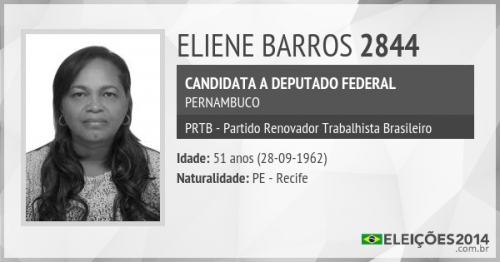 ELIENE BARROS 2844
CANDIDATA A DEPUTADO FEDERAL
PERNAMBUCO
PRTB - Partido Renovador Trabalhista Brasileiro
Idade: 51 anos (28-09-1962)
Naturalidade: PE - Recife
ELEIÇÕES2014
.com.br